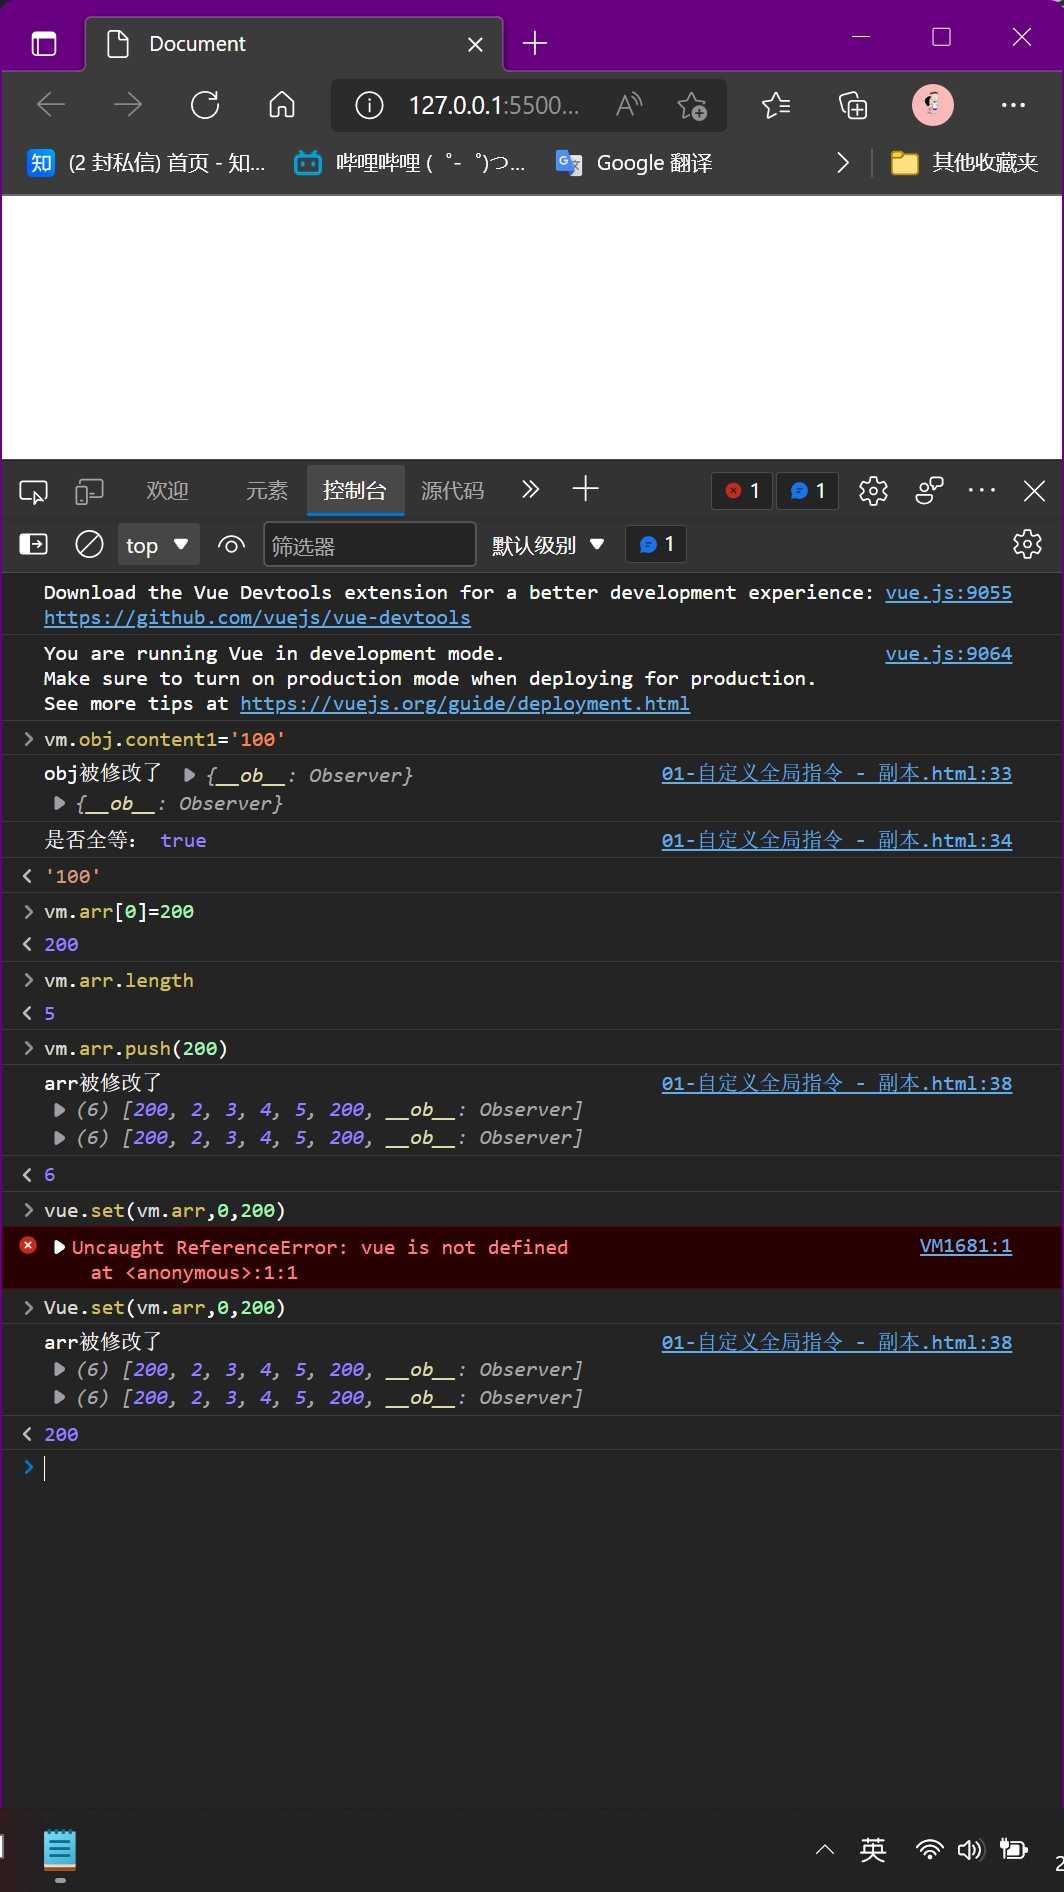 Document
127.0.0.1:5500...
(2 封私信) 首页 - 知...
哔哩哔哩 ( ゜- ゜)つ...
Google 翻译
其他收藏夹
欢迎
元素
控制台
源代码
1
1
top
筛选器
默认级别
1
Download the Vue Devtools extension for a better development experience: vue.js:9055
https://github.com/vuejs/vue-devtools
You are running Vue in development mode. vue.js:9064
Make sure to turn on production mode when deploying for production.
See more tips at https://vuejs.org/guide/deployment.html
vm.obj.content1='100'
obj被修改了 {__ob__: Observer} 01-自定义全局指令 - 副本.html:33
{__ob__: Observer}
是否全等: true 01-自定义全局指令 - 副本.html:34
'100'
vm.arr[0]=200
200
vm.arr.length
5
vm.arr.push(200)
arr被修改了 01-自定义全局指令 - 副本.html:38
(6) [200, 2, 3, 4, 5, 200, __ob__: Observer]
(6) [200, 2, 3, 4, 5, 200, __ob__: Observer]
6
vue.set(vm.arr,0,200)
Uncaught ReferenceError: vue is not defined VM1681:1
at <anonymous>:1:1
Vue.set(vm.arr,0,200)
arr被修改了 01-自定义全局指令 - 副本.html:38
(6) [200, 2, 3, 4, 5, 200, __ob__: Observer]
(6) [200, 2, 3, 4, 5, 200, __ob__: Observer]
200
英